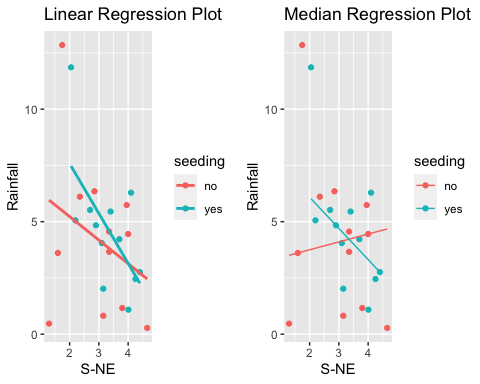 Linear Regression Plot
Rainfall
10
5
0
2 3 4
S-NE
seeding
no
yes
Median Regression Plot
Rainfall
10
5
0
2 3 4
S-NE
seeding
no
yes